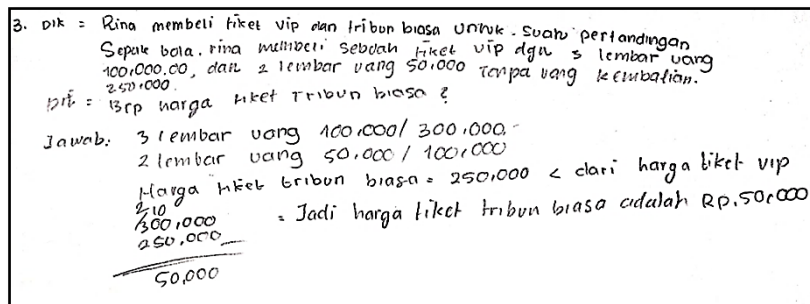 3. Dik = Rina membeli tiket vip dan tribun biasa untuk . suatu pertandingan
Sepak bola. rina membeli sebuah tiket vip dgn 3 lembar uang
100,000.00, dan 2 lembar uang 50.000 Tanpa uang kembalian.
250.000.
Dit = Brp harga tiket Tribun biasa ?
Jawab: 3 lembar uang 100,000/ 300,000.-
2 lembar uang 50.000 / 100,000
Harga tiket tribun biasa = 250,000 < dari harga tiket vip
2 10
300,000 = Jadi harga tiket tribun biasa adalah Rp.50,000
250,000
50,000